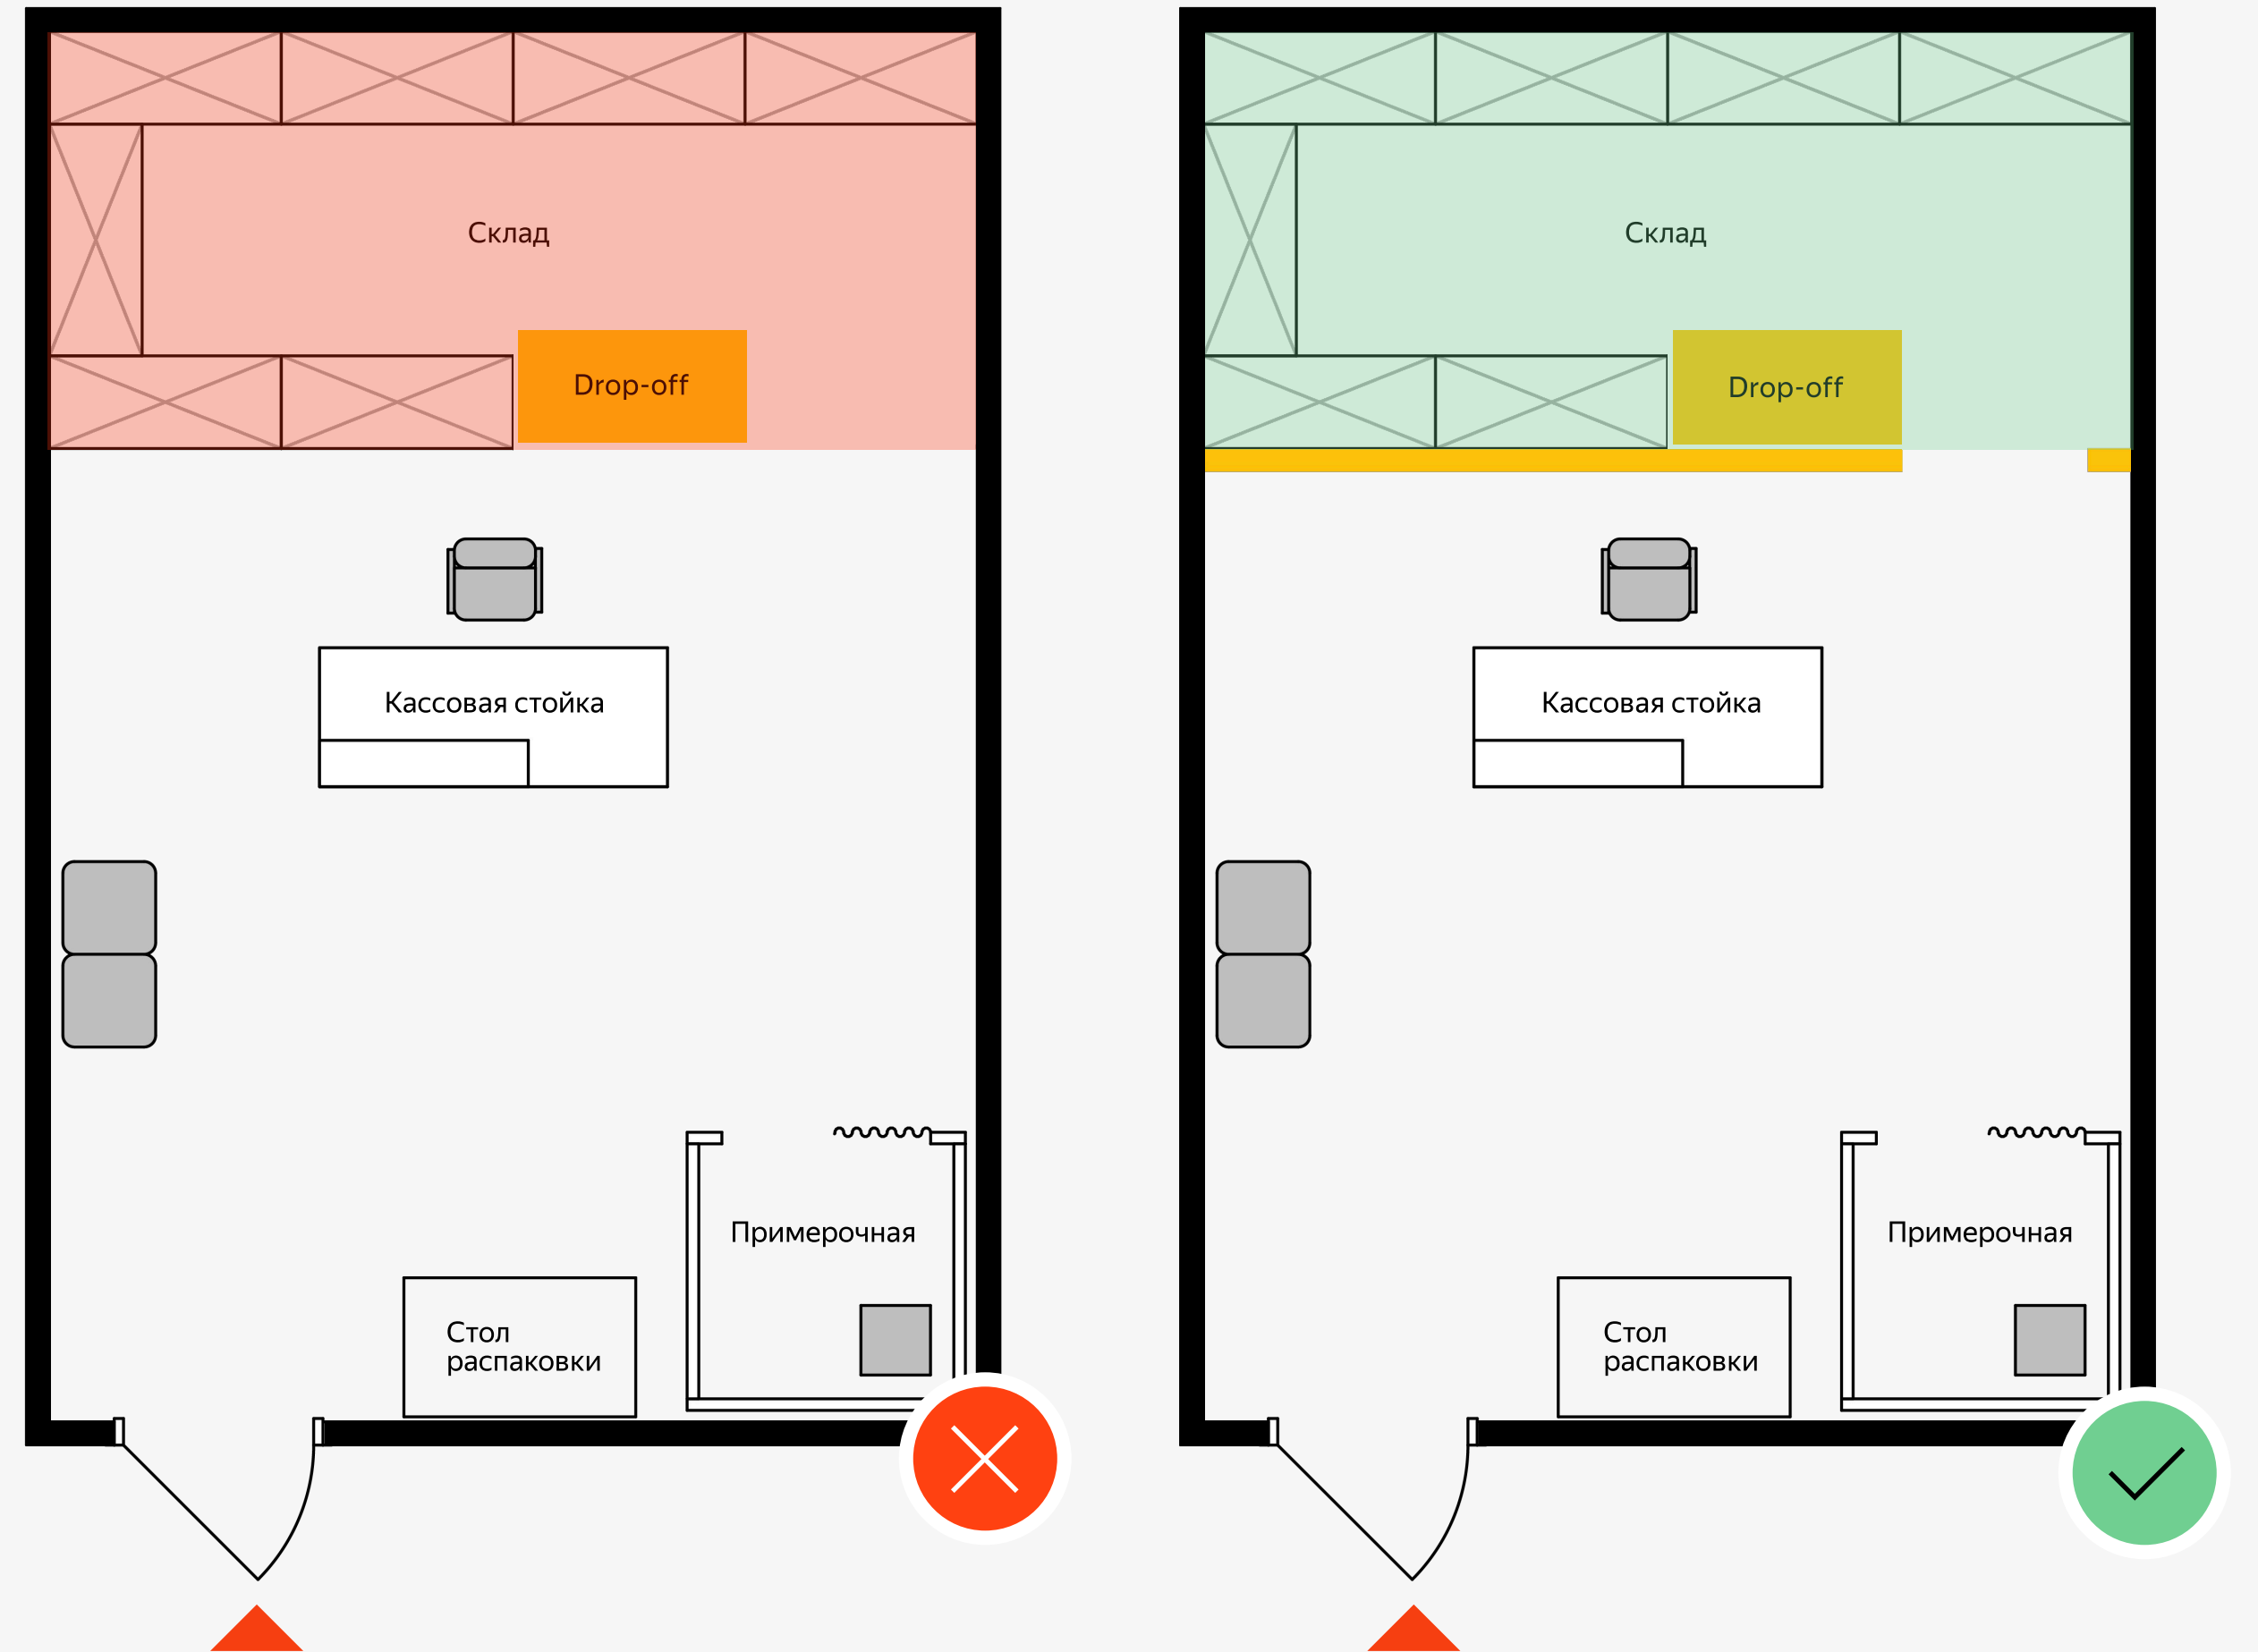 Склад
Drop-off
Кассовая стойка
Примерочная
Стол
распаковки
Склад
Drop-off
Кассовая стойка
Примерочная
Стол
распаковки